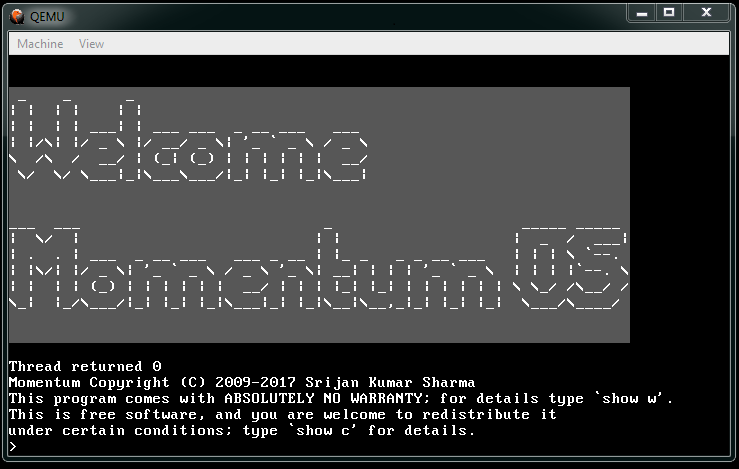 QEMU
Machine View
Welcome
Momentum OS
Thread returned 0
Momentum Copyright (C) 2009-2017 Srijan Kumar Sharma
This program comes with ABSOLUTELY NO WARRANTY; for details type `show w'.
This is free software, and you are welcome to redistribute it
under certain conditions; type `show c' for details.
>